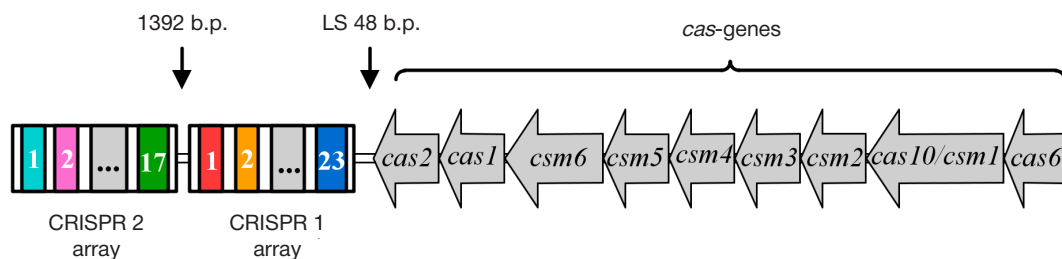 1392 b.p.
LS 48 b.p.
cas-genes
1 2 ... 17
1 2 ... 23
cas2 cas1 csm6 csm5 csm4 csm3 csm2 cas10/csm1 cas6
CRISPR 2
array
CRISPR 1
array